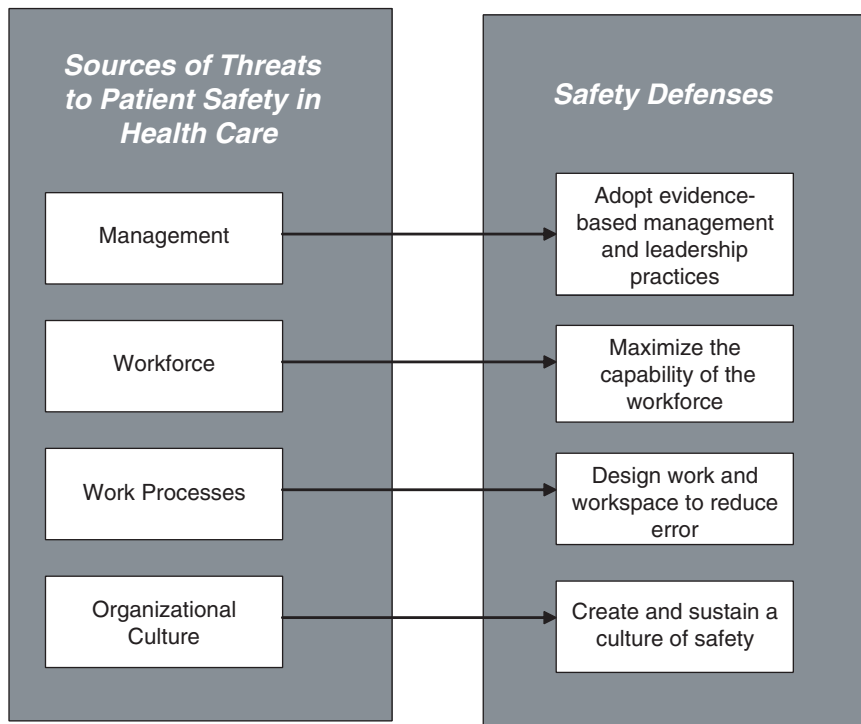 Sources of Threats
to Patient Safety in
Health Care
Management
Workforce
Work Processes
Organizational
Culture
Safety Defenses
Adopt evidence-
based management
and leadership
practices
Maximize the
capability of the
workforce
Design work and
workspace to reduce
error
Create and sustain a
culture of safety